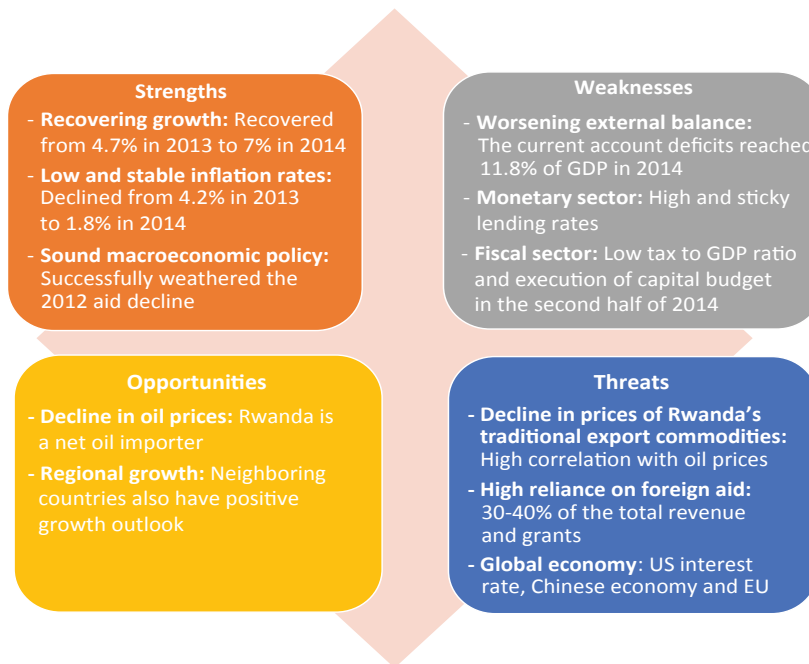 Strengths
- Recovering growth: Recovered
from 4.7% in 2013 to 7% in 2014
- Low and stable inflation rates:
Declined from 4.2% in 2013
to 1.8% in 2014
- Sound macroeconomic policy:
Successfully weathered the
2012 aid decline
Weaknesses
- Worsening external balance:
The current account deficits reached
11.8% of GDP in 2014
- Monetary sector: High and sticky
lending rates
- Fiscal sector: Low tax to GDP ratio
and execution of capital budget
in the second half of 2014
Opportunities
- Decline in oil prices: Rwanda is
a net oil importer
- Regional growth: Neighboring
countries also have positive
growth outlook
Threats
- Decline in prices of Rwanda's
traditional export commodities:
High correlation with oil prices
- High reliance on foreign aid:
30-40% of the total revenue
and grants
- Global economy: US interest
rate, Chinese economy and EU